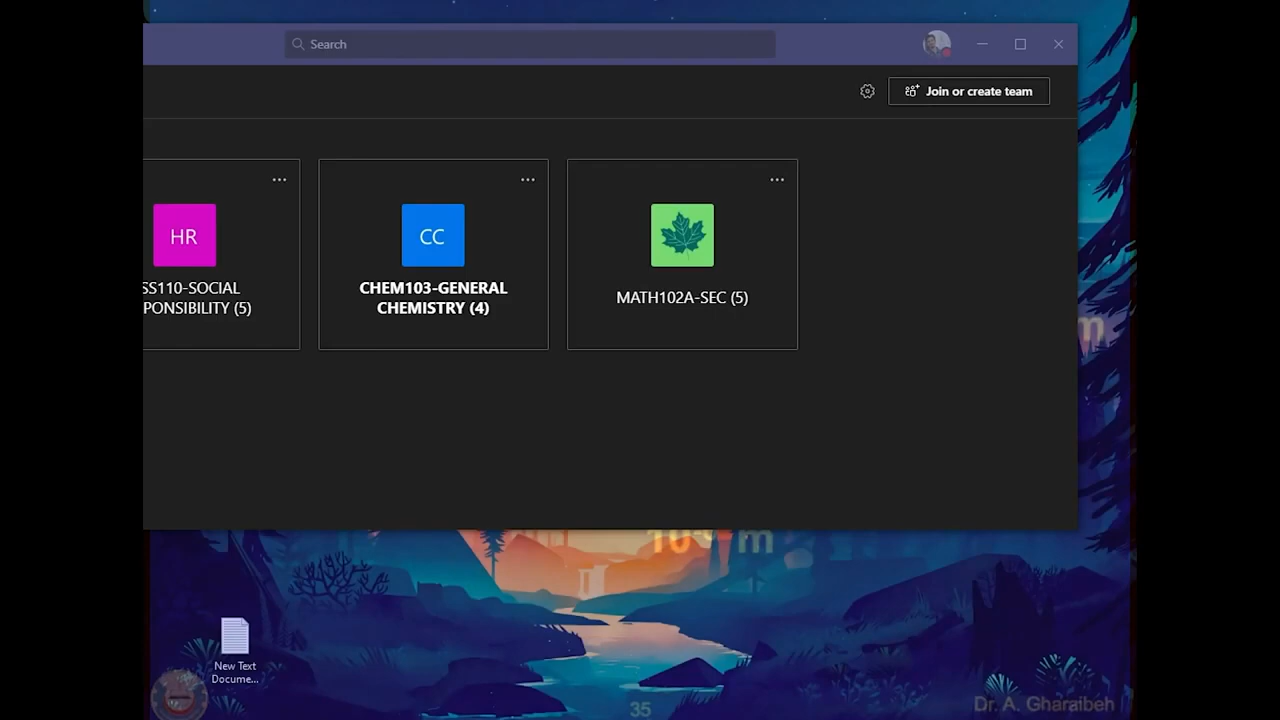 Search
Join or create team
HR
SS110-SOCIAL
PONSIBILITY (5)
CC
CHEM103-GENERAL
CHEMISTRY (4)
MATH102A-SEC (5)
m
m
New Text
Docume...
35
Dr. A. Gharaibeh